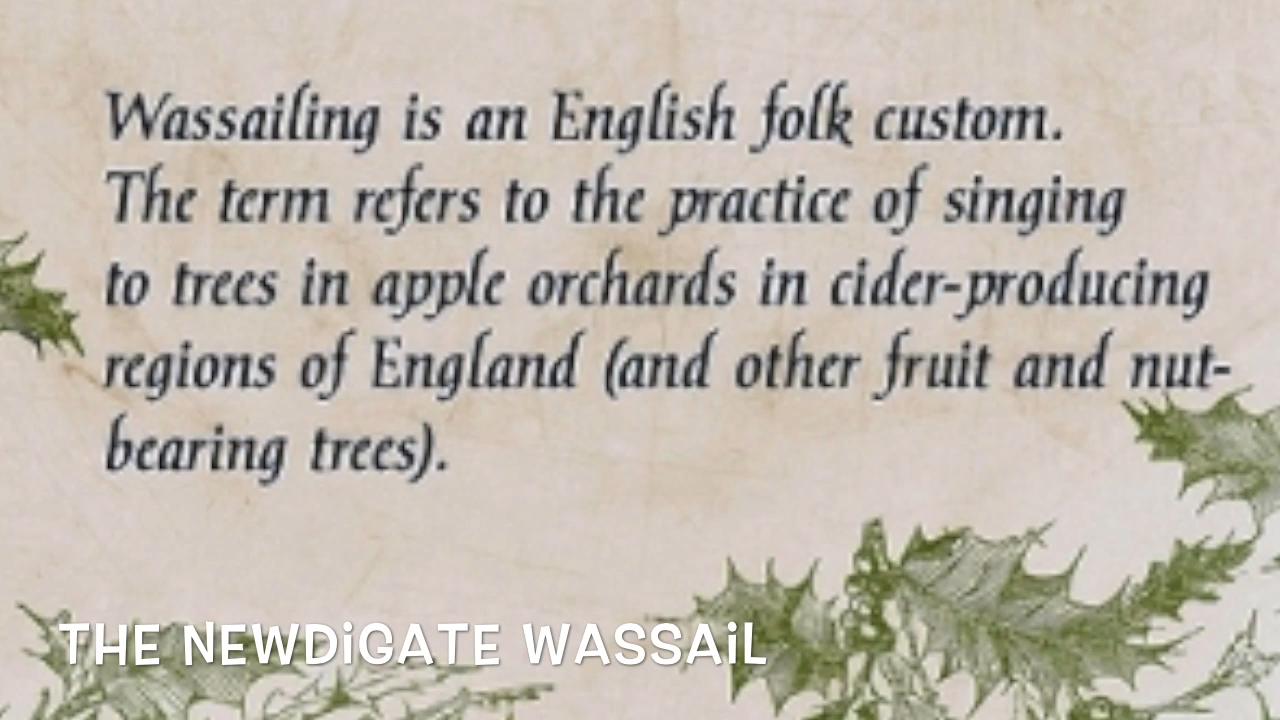 Wassailing is an English folk custom.
The term refers to the practice of singing
to trees in apple orchards in cider-producing
regions of England (and other fruit and nut-
bearing trees).
THE NEWDiGATE WASSAiL